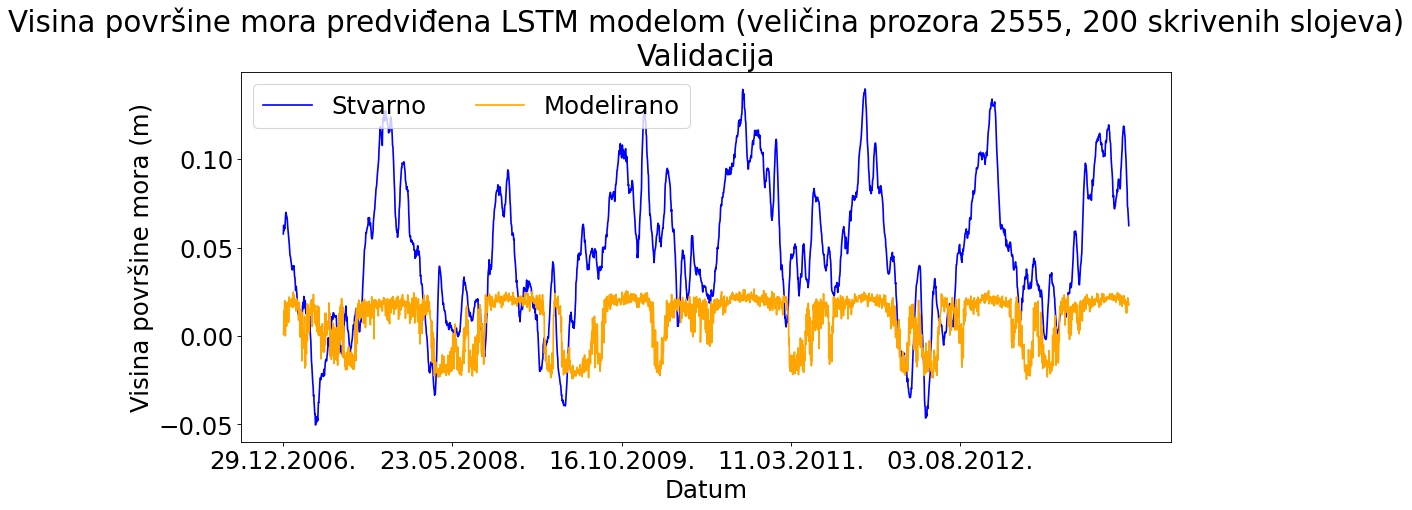 Visina površine mora predviđena LSTM modelom (veličina prozora 2555, 200 skrivenih slojeva)
Validacija
Stvarno Modelirano
Visina površine mora (m)
0.10
0.05
0.00
−0.05
29.12.2006. 23.05.2008. 16.10.2009. 11.03.2011. 03.08.2012.
Datum